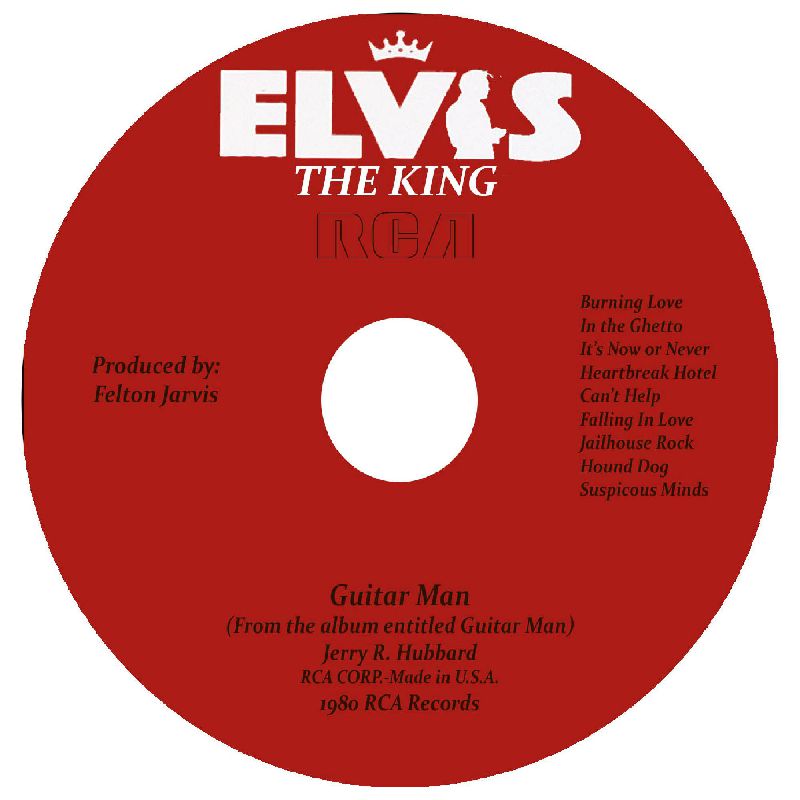 ELVIS
THE KING
RCA
Produced by:
Felton Jarvis
Burning Love
In the Ghetto
It's Now or Never
Heartbreak Hotel
Can't Help
Falling In Love
Jailhouse Rock
Hound Dog
Suspicous Minds
Guitar Man
(From the album entitled Guitar Man)
Jerry R. Hubbard
RCA CORP.-Made in U.S.A.
1980 RCA Records